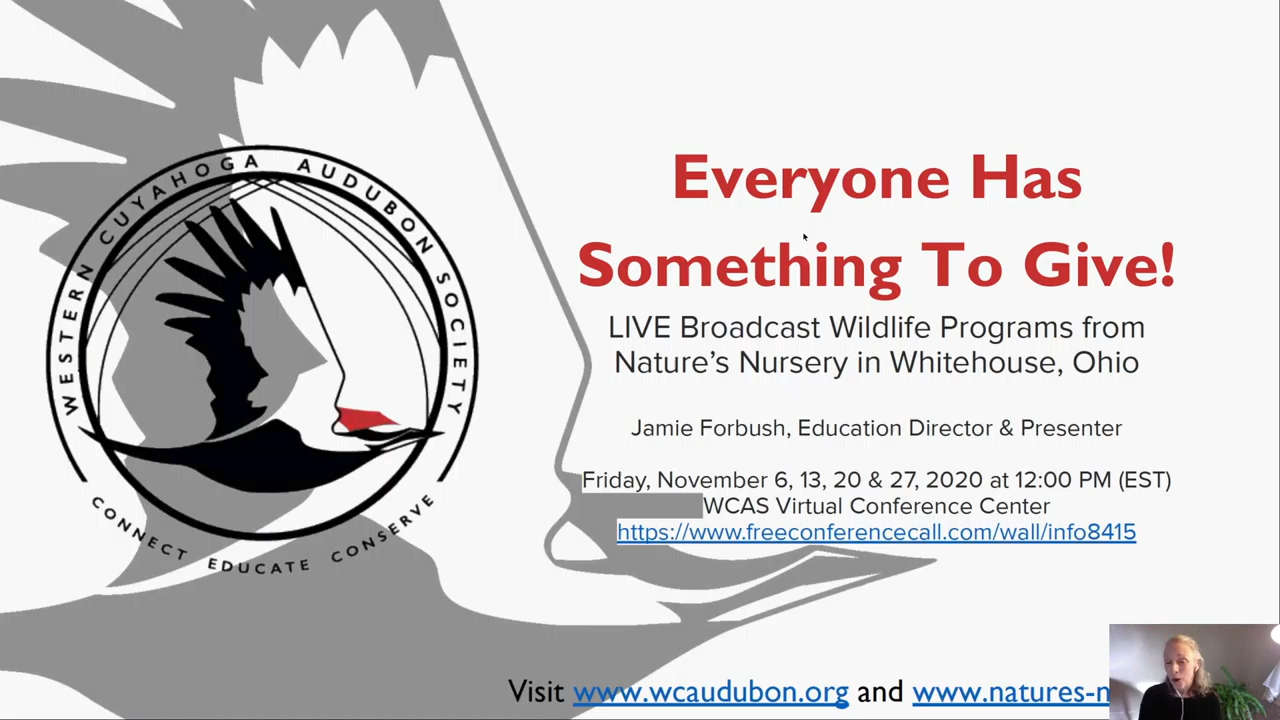 WESTERN CUYAHOGA AUDUBON SOCIETY
CONNECT EDUCATE CONSERVE
Everyone Has
Something To Give!
LIVE Broadcast Wildlife Programs from
Nature's Nursery in Whitehouse, Ohio
Jamie Forbush, Education Director & Presenter
Friday, November 6, 13, 20 & 27, 2020 at 12:00 PM (EST)
WCAS Virtual Conference Center
https://www.freeconferencecall.com/wall/info8415
Visit www.wcaudubon.org and www.natures-n